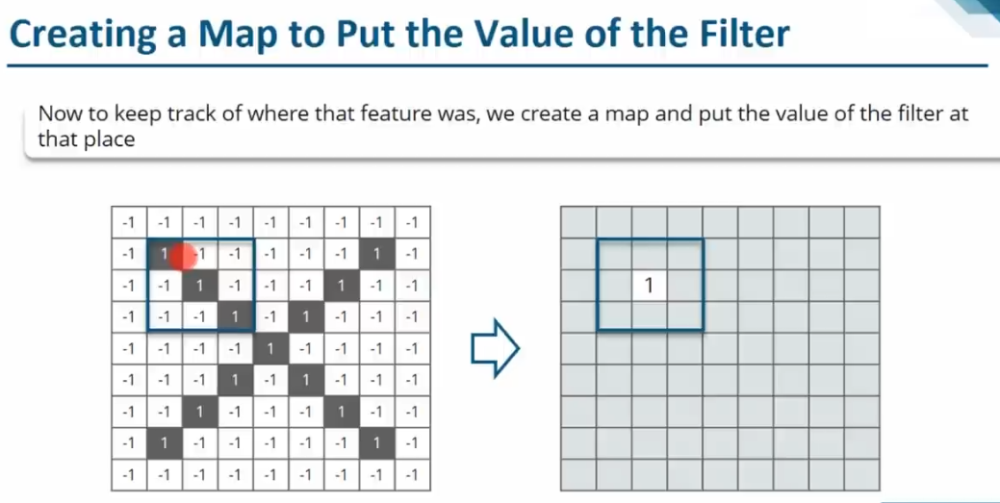 Creating a Map to Put the Value of the Filter
Now to keep track of where that feature was, we create a map and put the value of the filter at
that place
-1 -1 -1 -1 -1 -1 -1 -1 -1
-1 1 -1 -1 -1 -1 -1 1 -1
-1 -1 1 -1 -1 -1 1 -1 -1 1
-1 -1 -1 1 -1 1 -1 -1 -1
-1 -1 -1 -1 1 -1 -1 -1 -1
-1 -1 -1 1 -1 1 -1 -1 -1
-1 -1 1 -1 -1 -1 1 -1 -1
-1 1 -1 -1 -1 -1 -1 1 -1
-1 -1 -1 -1 -1 -1 -1 -1 -1